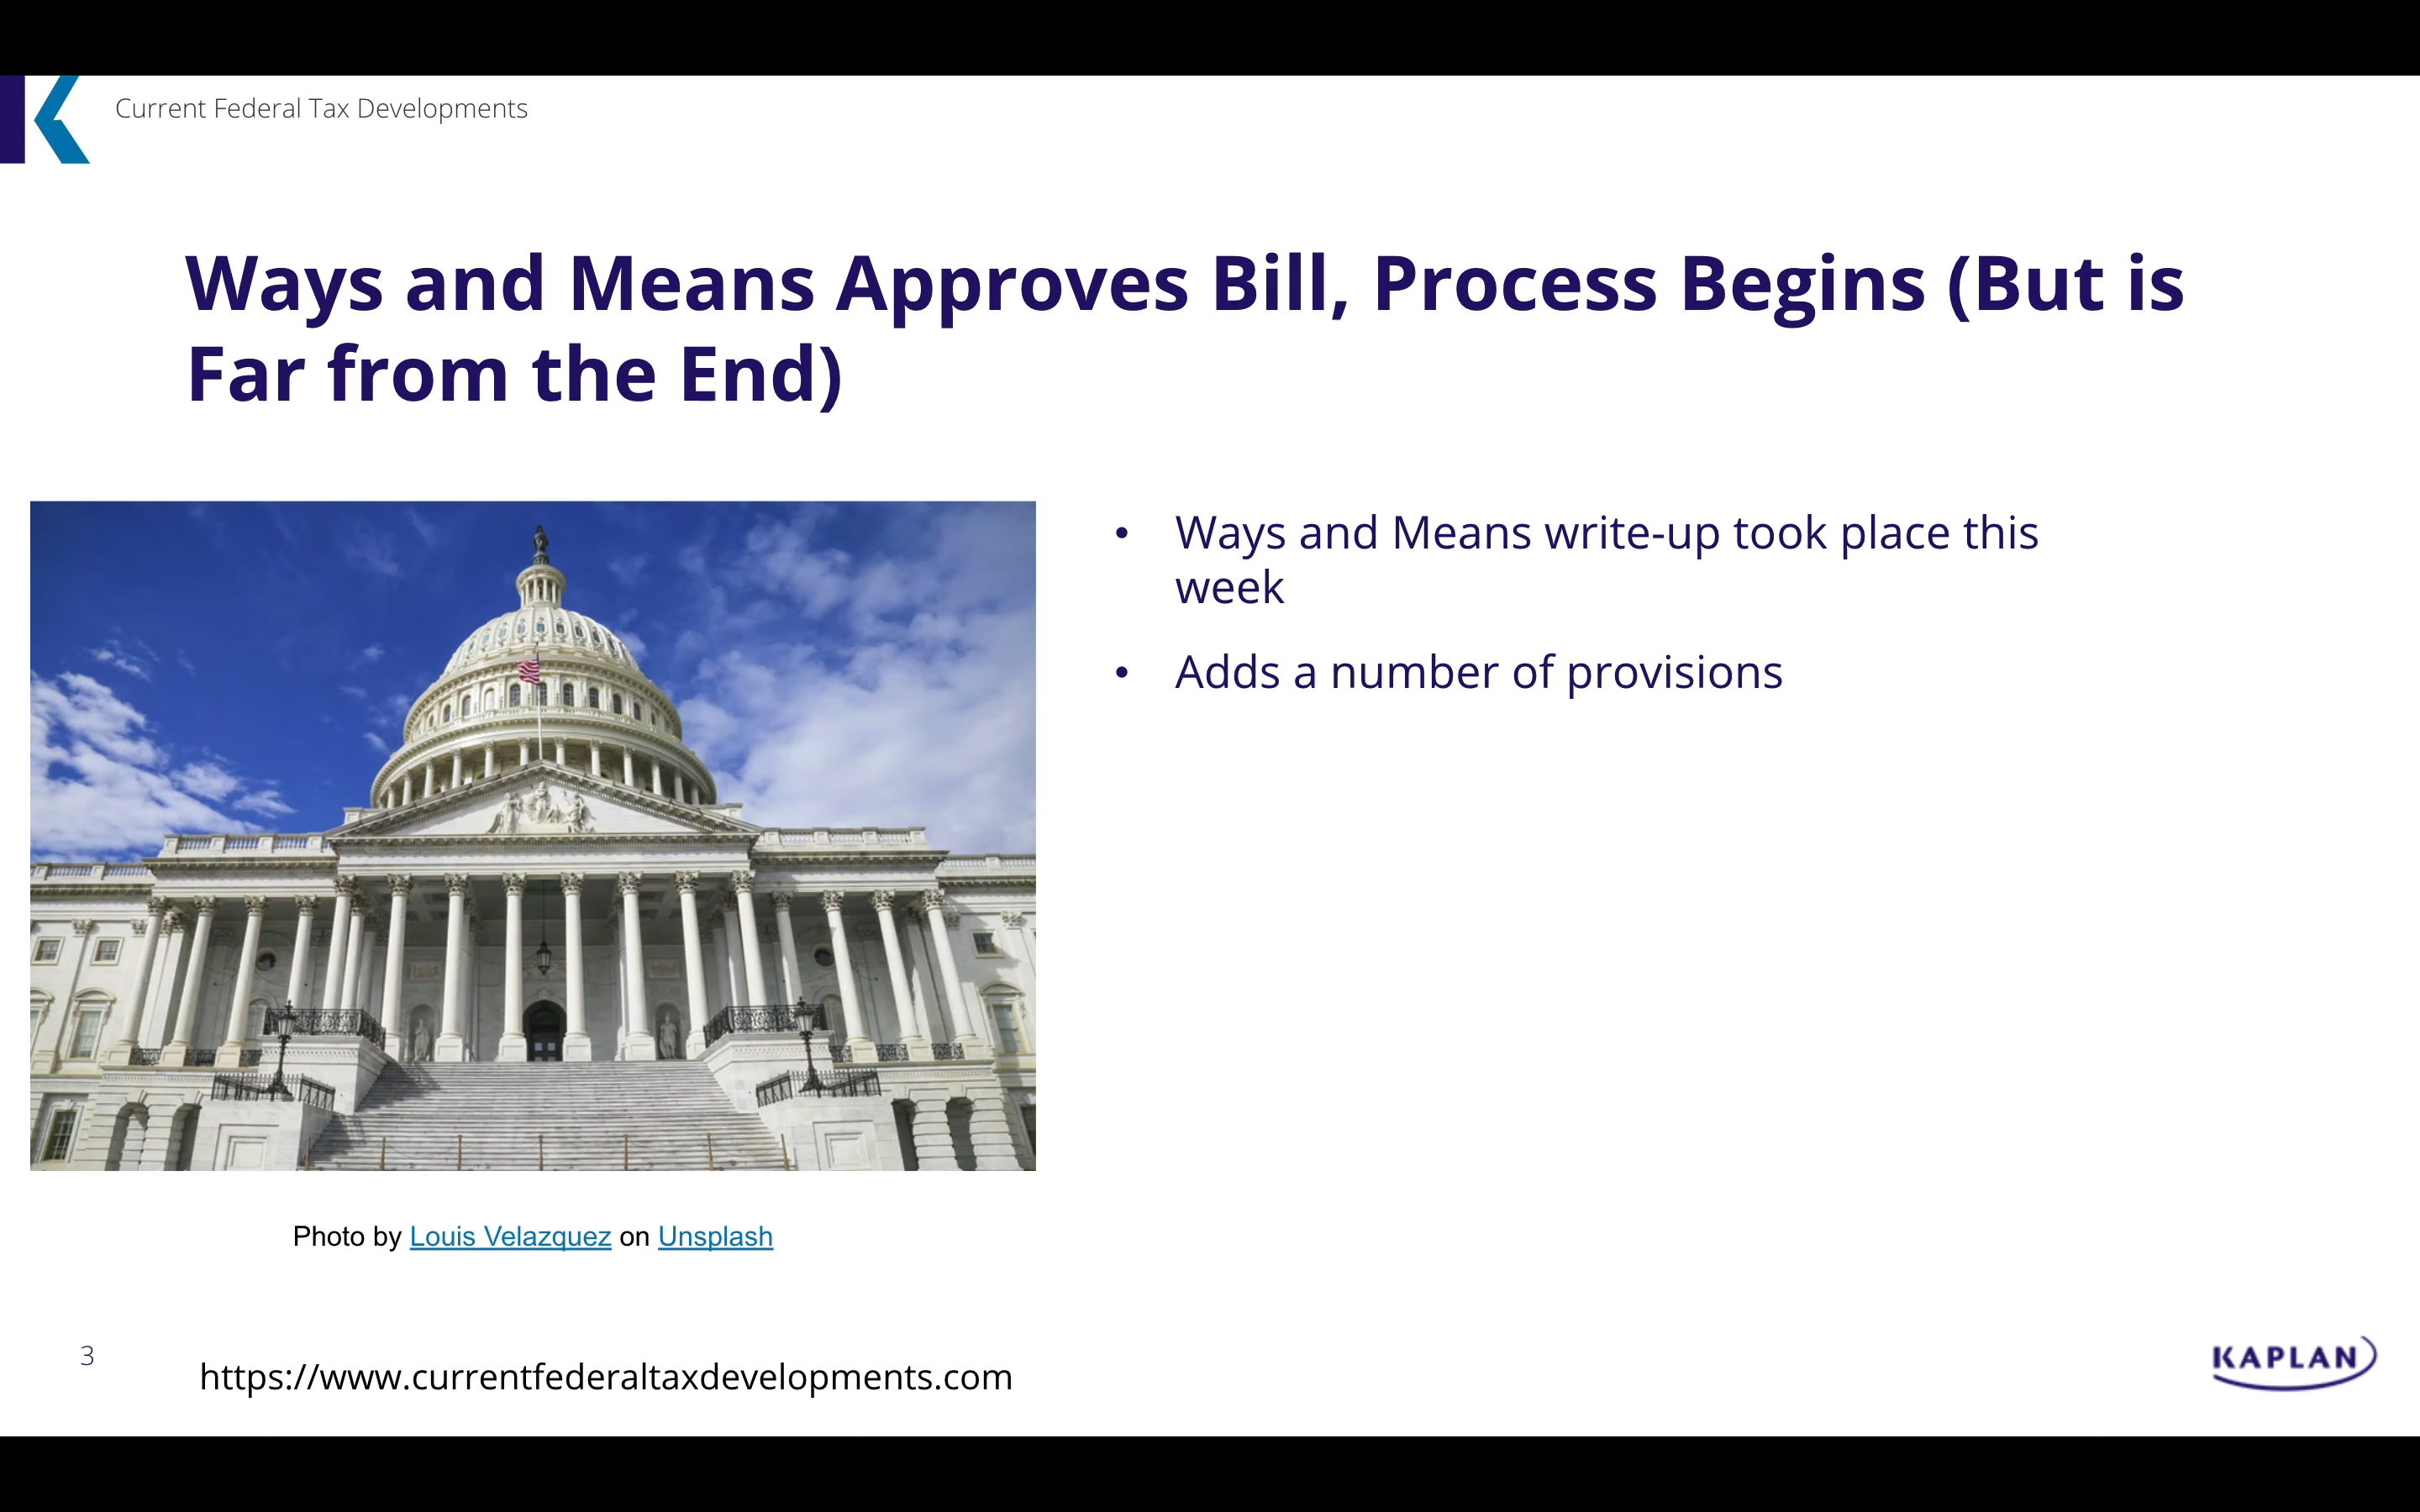 Current Federal Tax Developments
Ways and Means Approves Bill, Process Begins (But is
Far from the End)
• Ways and Means write-up took place this
week
• Adds a number of provisions
Photo by Louis Velazquez on Unsplash
3
https://www.currentfederaltaxdevelopments.com
KAPLAN